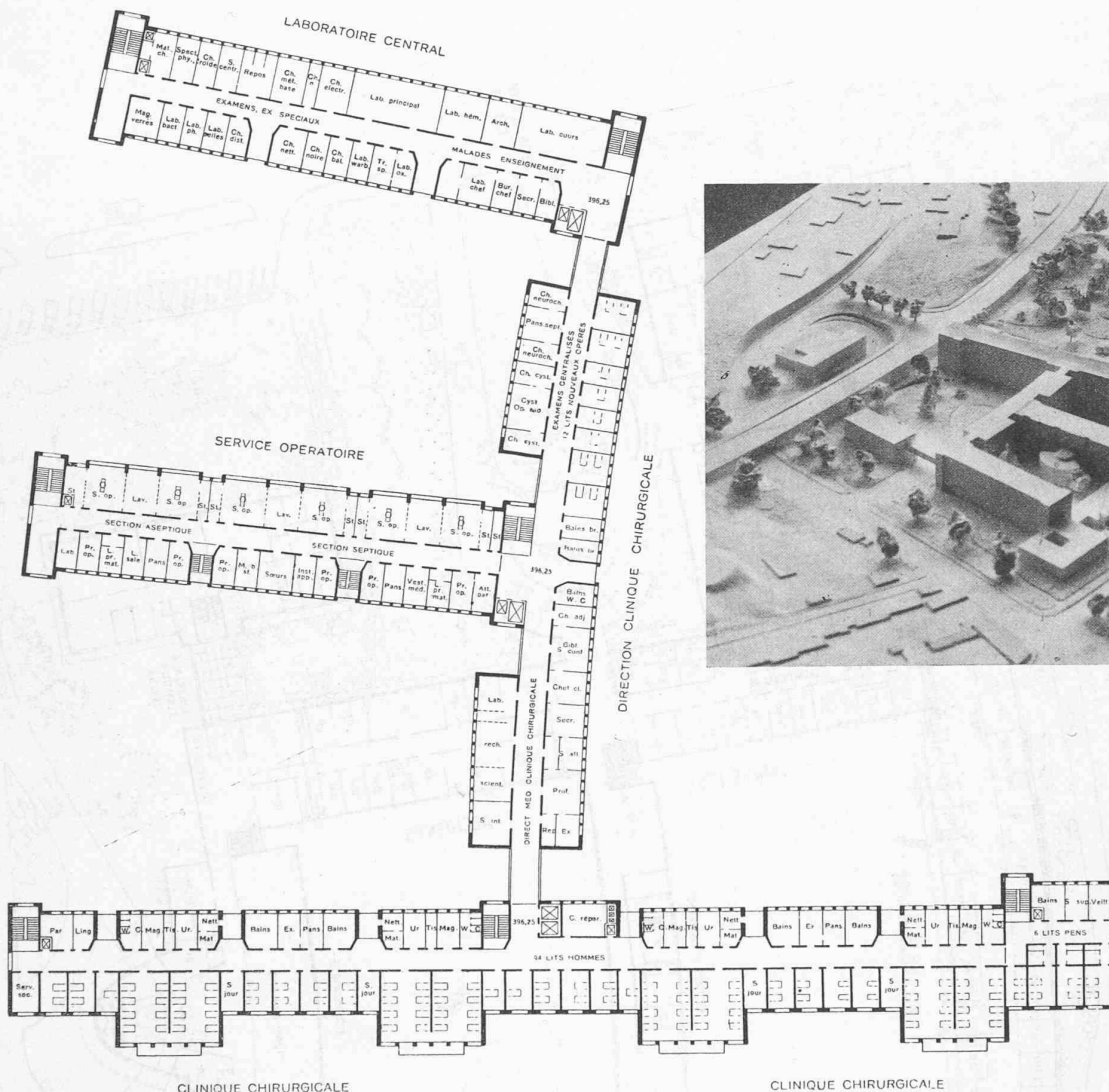 LABORATOIRE CENTRAL
Mat. ch.
Spect. phy.
Ch. froide
S. centr.
Repos
Ch. mét. base
Ch. électr.
Lab. principal
Lab. hém.
Arch.
Lab. cours
EXAMENS, EX SPECIAUX
MALADES ENSEIGNEMENT
Mag. verres
Lab. bact.
Lab. ph.
Lab.
Ch. dist.
Ch. nett.
Ch. noire
Ch. bal.
Lab. warb.
Tr. sp.
Lab. ox.
Lab. chef
Bur. chef
Secr.
Bibl.
396,25
Ch. neuroch.
Pans. sept.
Ch. neuroch.
Ch. cyst.
Cyst. Op.
Ch. cyst.
EXAMENS CENTRALISÉS
12 LITS NOUVEAUX OPÉRÉS
Bains br.
Bains br.
SERVICE OPERATOIRE
St.
S. op.
Lav.
S. op.
St.
St.
S. op.
Lav.
S. op.
St.
St.
S. op.
Lav.
S. op.
St.
St.
SECTION ASEPTIQUE
SECTION SEPTIQUE
396,25
Lab.
Pr. op.
L. pr. mat.
L. sale
Pans.
Pr. op.
Pr. op.
Sœurs
Inst. app.
Pr. op.
Pr. op.
Pans.
Vest. méd.
L. pr. mat.
Pr. op.
Att. par
DIRECTION CLINIQUE CHIRURGICALE
Bains W. C
Ch. adj
Bibl. S. conf
Chef cl.
Secr.
S. att
Prof.
Rep
Ex.
DIRECT MED CLINIQUE CHIRURGICALE
Lab.
rech.
scient.
S. int
Par
Ling
W. C.
Mag.
Tis.
Ur.
Nett. Mat.
Bains
Ex.
Pans
Bains
Nett. Mat.
Ur
Tis
Mag.
W. C
396,25
C. répar.
W. C
Mag.
Tis
Ur
Nett Mat.
Bains
Ex
Pans.
Bains
Nett. Mat.
Ur
Tis.
Mag
W. C
Bains
S. sup.
Veill
94 LITS HOMMES
6 LITS PENS
Serv. soc.
S jour
S jour
S jour
S jour
CLINIQUE CHIRURGICALE
CLINIQUE CHIRURGICALE